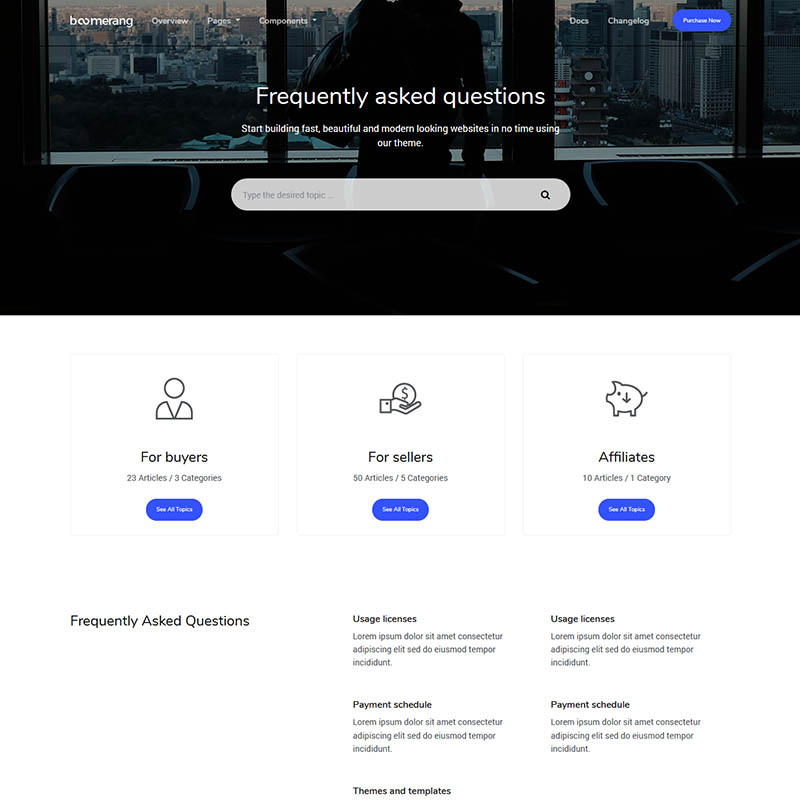 boomerang Overview Pages Components Docs Changelog Purchase Now
Frequently asked questions
Start building fast, beautiful and modern looking websites in no time using
our theme.
Type the desired topic ...
For buyers
23 Articles / 3 Categories
See All Topics
For sellers
50 Articles / 5 Categories
See All Topics
Affiliates
10 Articles / 1 Category
See All Topics
Frequently Asked Questions
Usage licenses
Lorem ipsum dolor sit amet consectetur
adipiscing elit sed do eiusmod tempor
incididunt.
Usage licenses
Lorem ipsum dolor sit amet consectetur
adipiscing elit sed do eiusmod tempor
incididunt.
Payment schedule
Lorem ipsum dolor sit amet consectetur
adipiscing elit sed do eiusmod tempor
incididunt.
Payment schedule
Lorem ipsum dolor sit amet consectetur
adipiscing elit sed do eiusmod tempor
incididunt.
Themes and templates